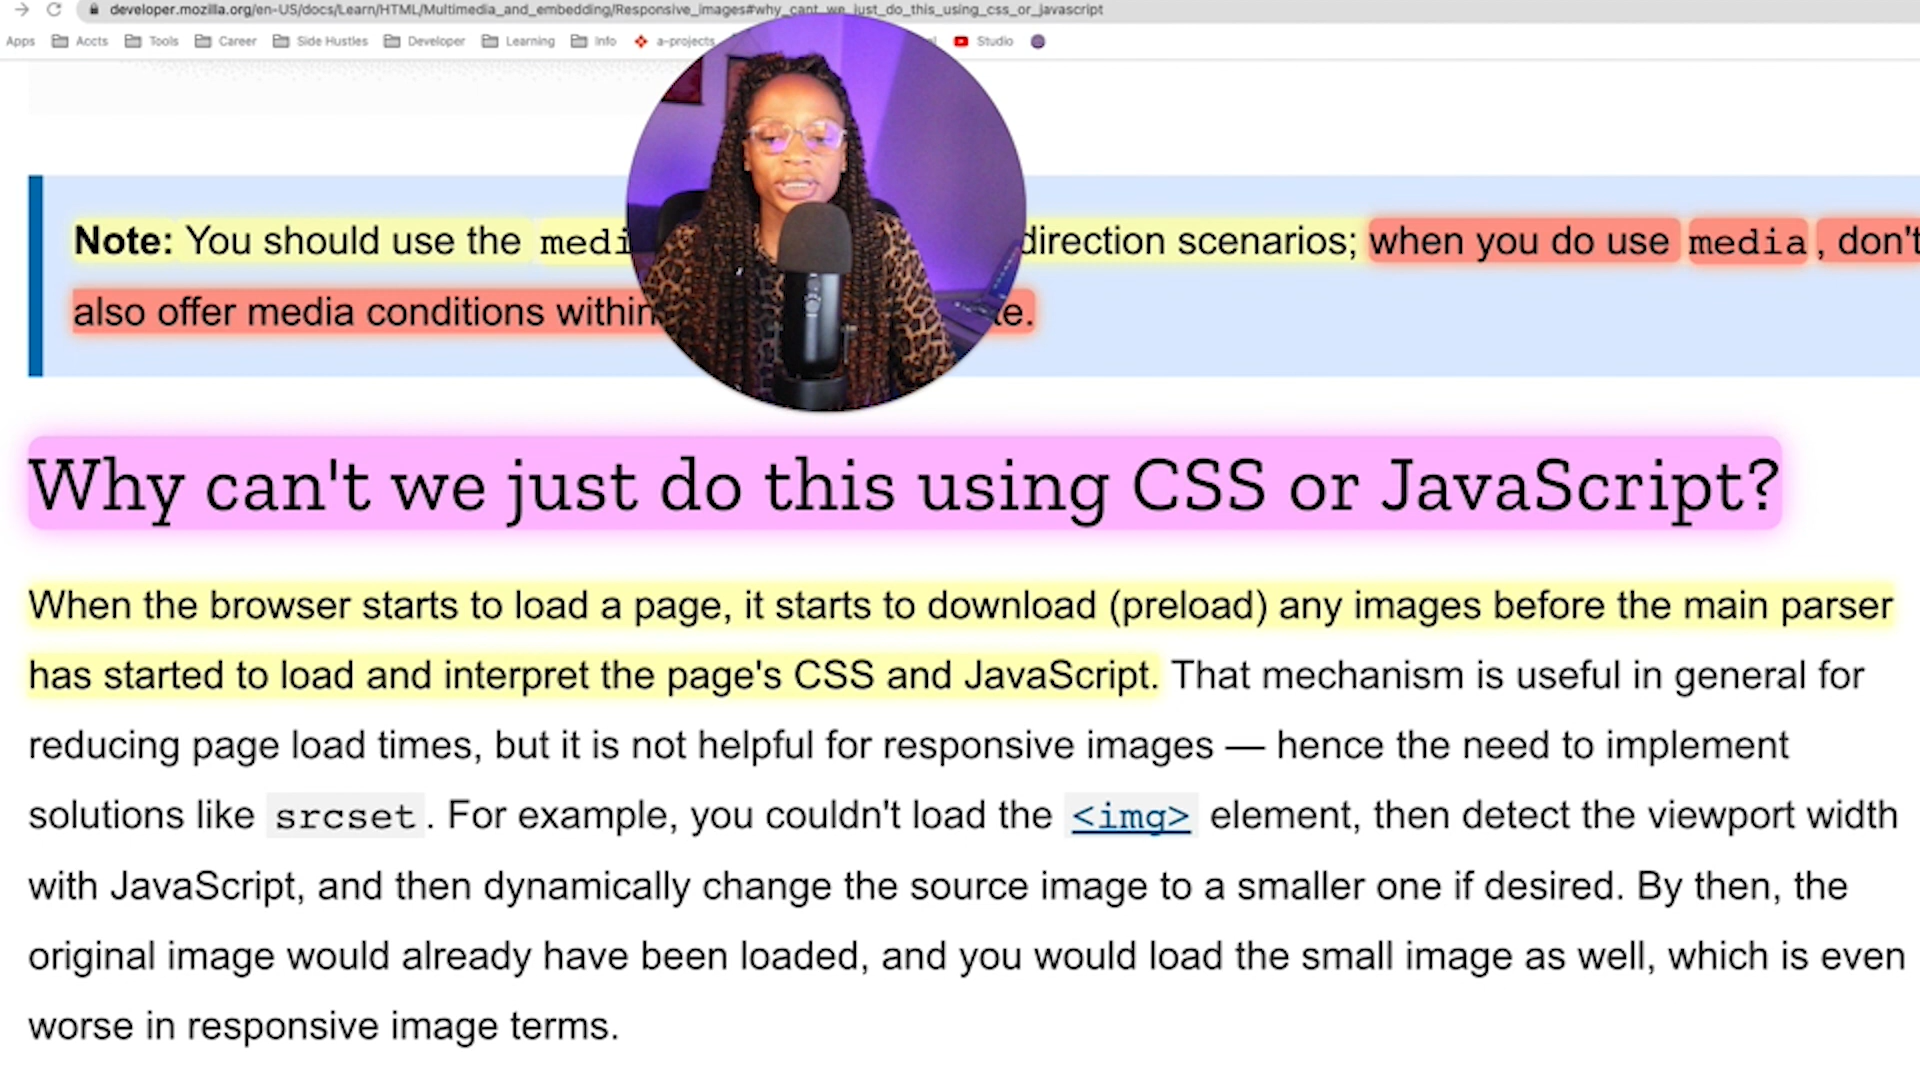 developer.mozilla.org/en-US/docs/Learn/HTML/Multimedia_and_embedding/Responsive_images#why_cant_we_just_do_this_using_css_or_javascript
Apps Accts Tools Career Side Hustles Developer Learning Info a-projects Studio
Note: You should use the direction scenarios; when you do use media, don't
also offer media conditions within
Why can't we just do this using CSS or JavaScript?
When the browser starts to load a page, it starts to download (preload) any images before the main parser
has started to load and interpret the page's CSS and JavaScript. That mechanism is useful in general for
reducing page load times, but it is not helpful for responsive images — hence the need to implement
solutions like srcset. For example, you couldn't load the <img> element, then detect the viewport width
with JavaScript, and then dynamically change the source image to a smaller one if desired. By then, the
original image would already have been loaded, and you would load the small image as well, which is even
worse in responsive image terms.